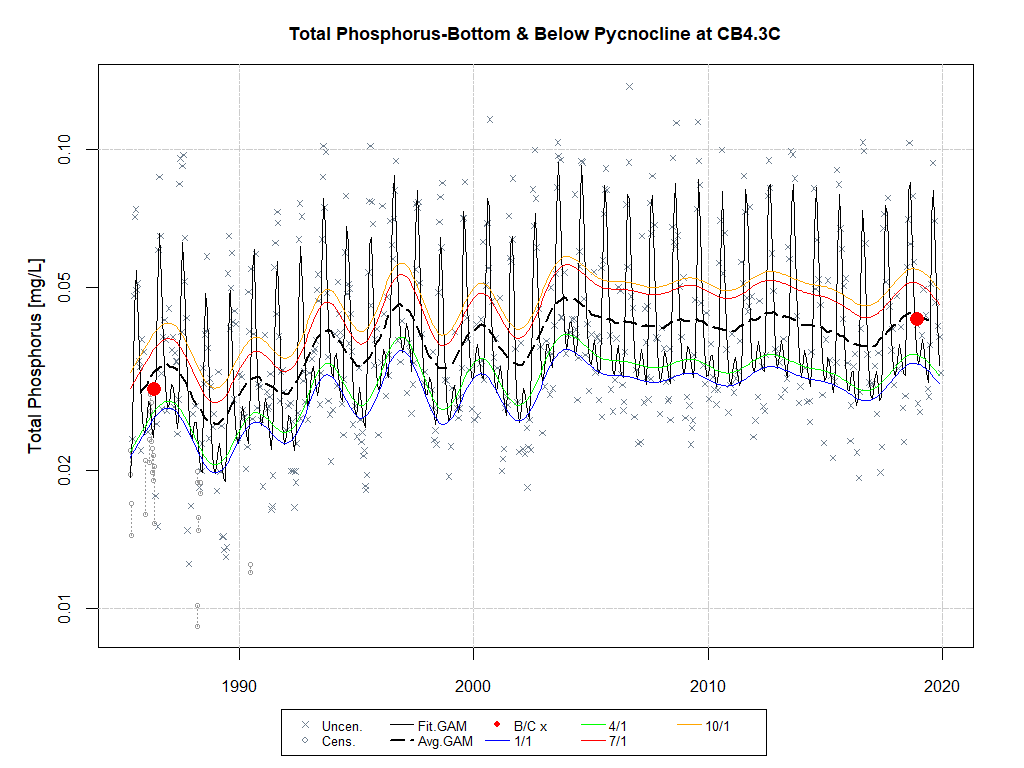 Total Phosphorus-Bottom & Below Pycnocline at CB4.3C
Total Phosphorus [mg/L]
0.10
0.05
0.02
0.01
1990 2000 2010 2020
Uncen. Fit.GAM B/C x 4/1 10/1
Cens. Avg.GAM 1/1 7/1